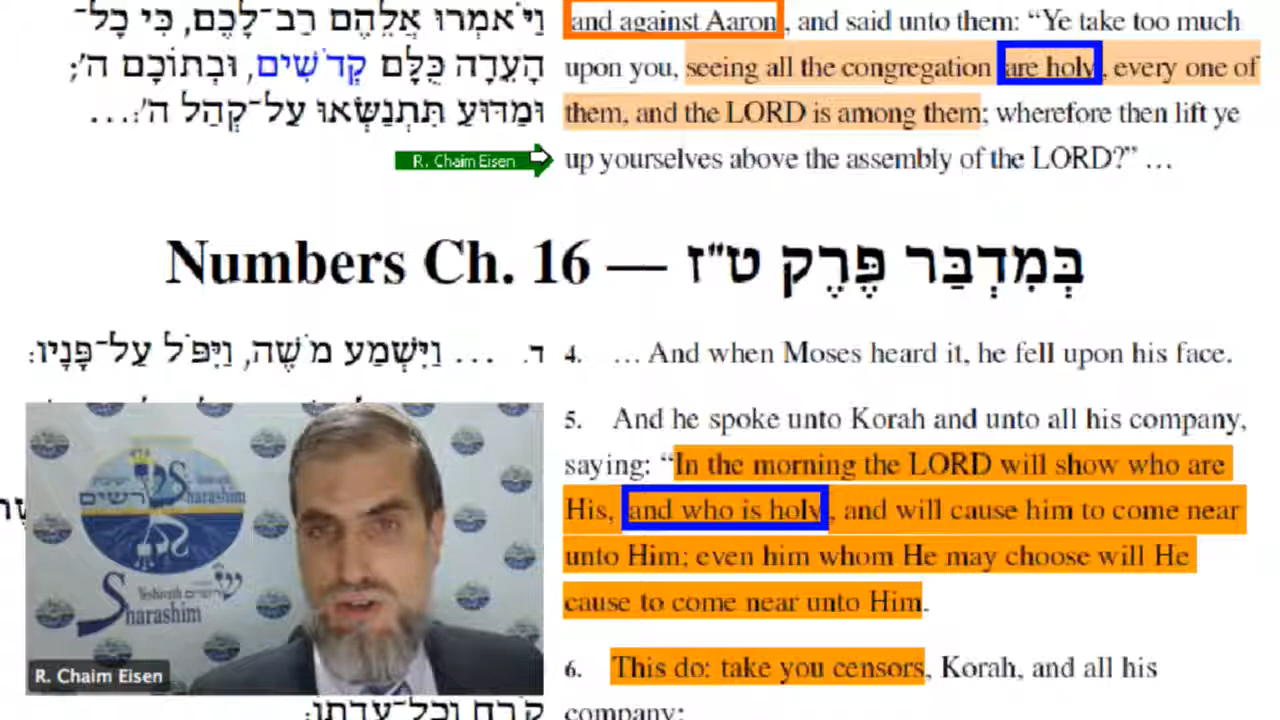 וַיֹּאמְרוּ אֲלֵהֶם רַב־לָכֶם, כִּי כָל־
הָעֵדָה כֻּלָּם קְדֹשִׁים, וּבְתוֹכָם ה';
וּמַדּוּעַ תִּתְנַשְּׂאוּ עַל־קְהַל ה':...
and against Aaron, and said unto them: “Ye take too much
upon you, seeing all the congregation are holy, every one of
them, and the LORD is among them; wherefore then lift ye
up yourselves above the assembly of the LORD?” …
R. Chaim Eisen
Numbers Ch. 16 — בְּמִדְבַּר פֶּרֶק ט"ז
ד. ... וַיִּשְׁמַע מֹשֶׁה, וַיִּפֹּל עַל־פָּנָיו:
4. … And when Moses heard it, he fell upon his face.
5. And he spoke unto Korah and unto all his company,
saying: “In the morning the LORD will show who are
His, and who is holy, and will cause him to come near
unto Him; even him whom He may choose will He
cause to come near unto Him.
6. This do: take you censors, Korah, and all his
company;
שרשים
Sharashim
Yeshivath שרשים
Sharashim
R. Chaim Eisen
קֹרַח וְכָל־עֲדָתוֹ: